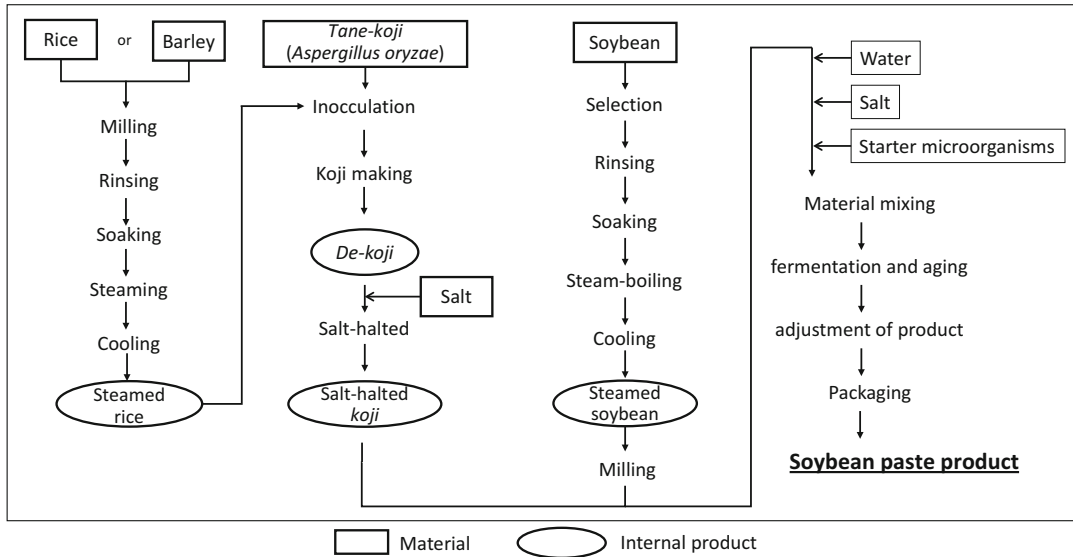 Rice
or
Barley
Milling
Rinsing
Soaking
Steaming
Cooling
Steamed
rice
Tane-koji
(Aspergillus oryzae)
Inocculation
Koji making
De-koji
Salt
Salt-halted
Salt-halted
koji
Soybean
Selection
Rinsing
Soaking
Steam-boiling
Cooling
Steamed
soybean
Milling
Water
Salt
Starter microorganisms
Material mixing
fermentation and aging
adjustment of product
Packaging
Soybean paste product
Material
Internal product